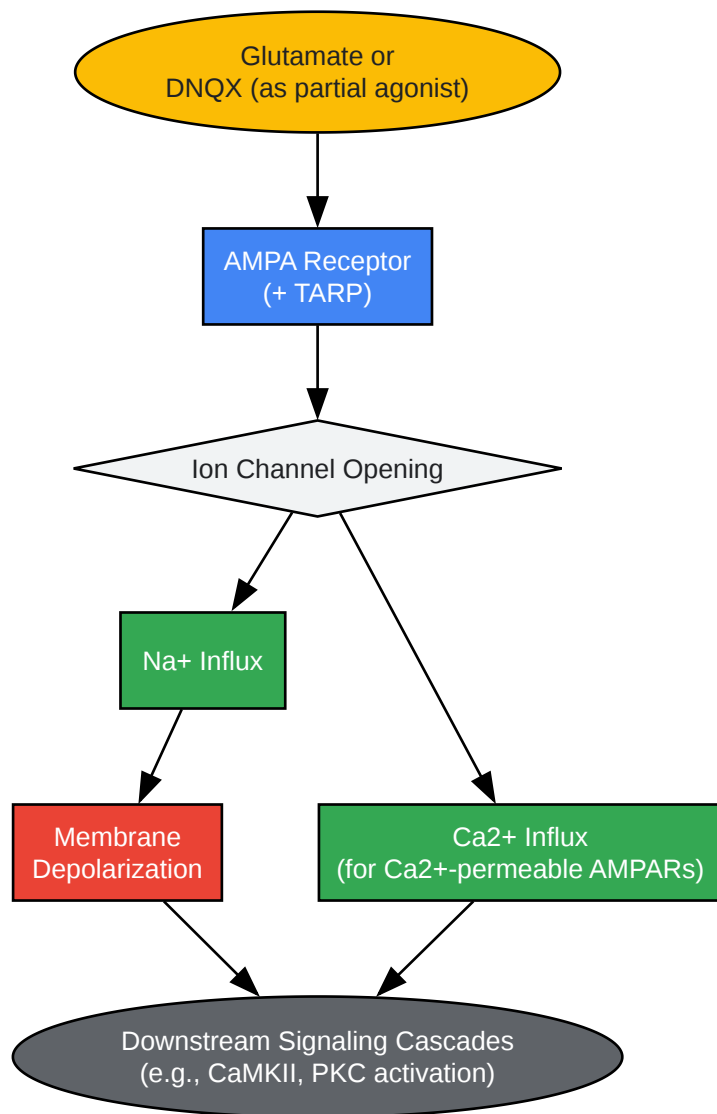 Glutamate or
DNQX (as partial agonist)
AMPA Receptor
(+ TARP)
Ion Channel Opening
Na+ Influx
Membrane
Depolarization
Ca2+ Influx
(for Ca2+-permeable AMPARs)
Downstream Signaling Cascades
(e.g., CaMKII, PKC activation)